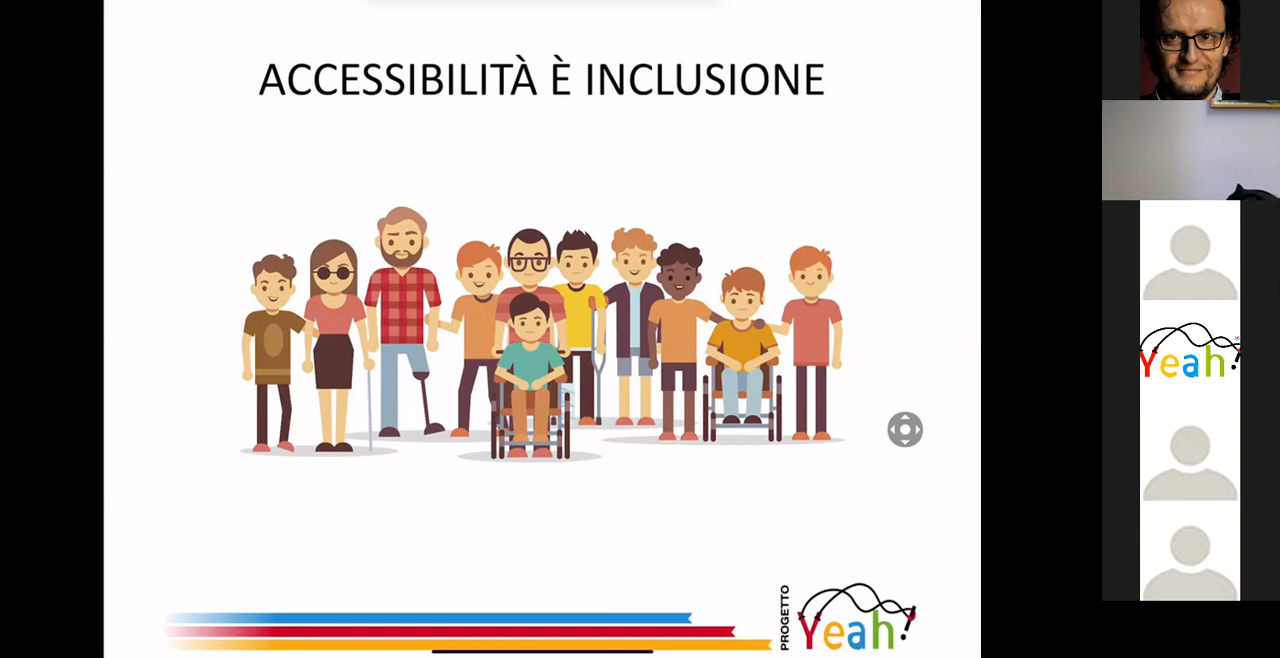 ACCESSIBILITÀ È INCLUSIONE
Yeah!
PROGETTO
Yeah!